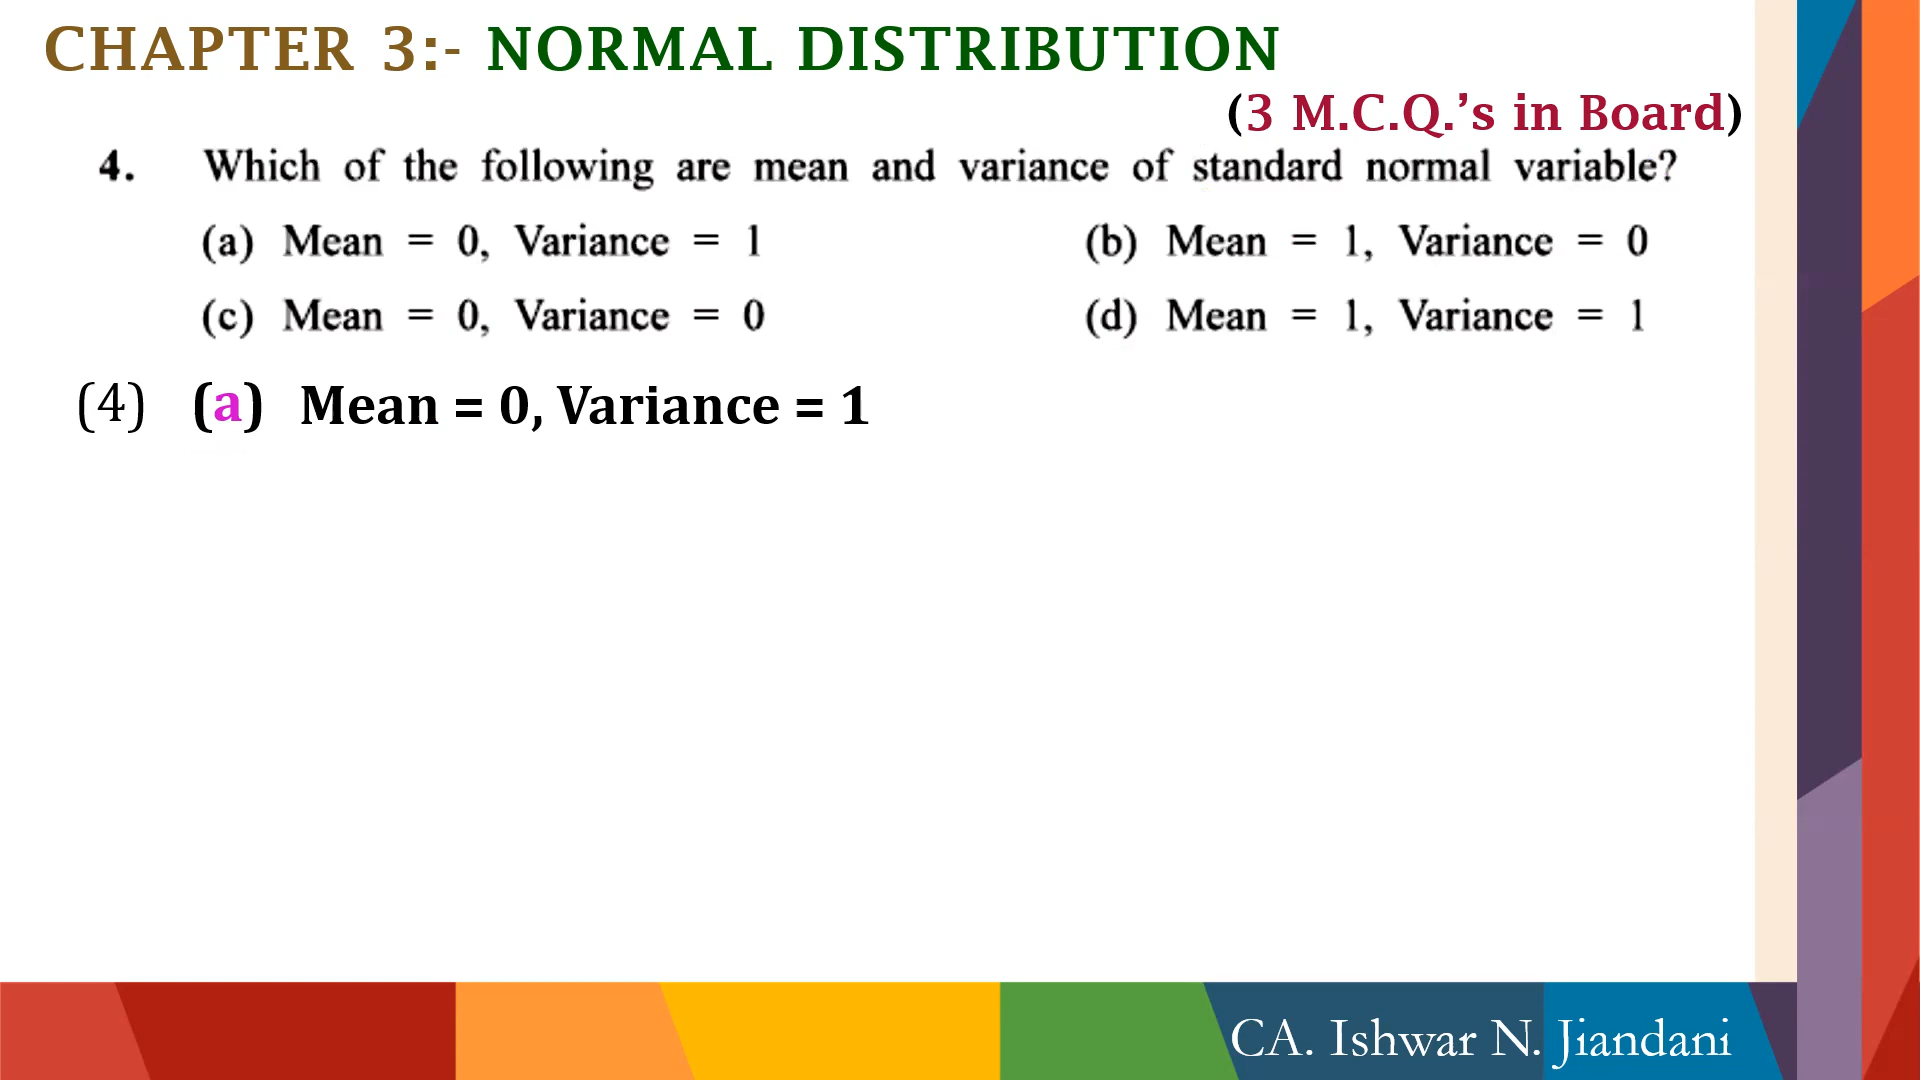 CHAPTER 3:- NORMAL DISTRIBUTION
(3 M.C.Q.’s in Board)
4. Which of the following are mean and variance of standard normal variable?
(a) Mean = 0, Variance = 1 (b) Mean = 1, Variance = 0
(c) Mean = 0, Variance = 0 (d) Mean = 1, Variance = 1
(4) (a) Mean = 0, Variance = 1
CA. Ishwar N. Jiandani